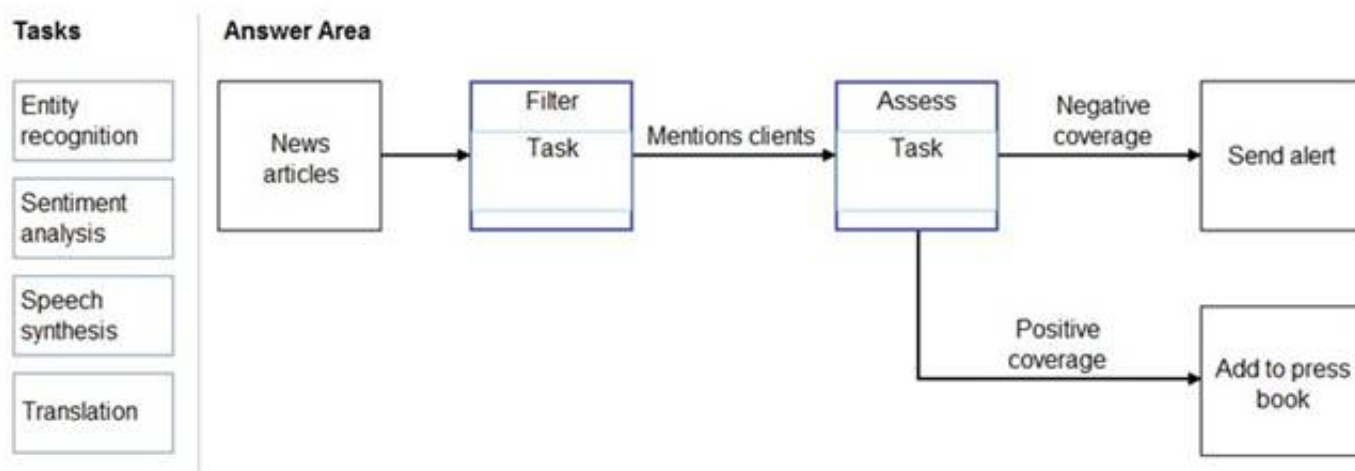 Tasks
Entity
recognition
Sentiment
analysis
Speech
synthesis
Translation
Answer Area
News
articles
Filter
Task
Mentions clients
Assess
Task
Negative
coverage
Send alert
Positive
coverage
Add to press
book